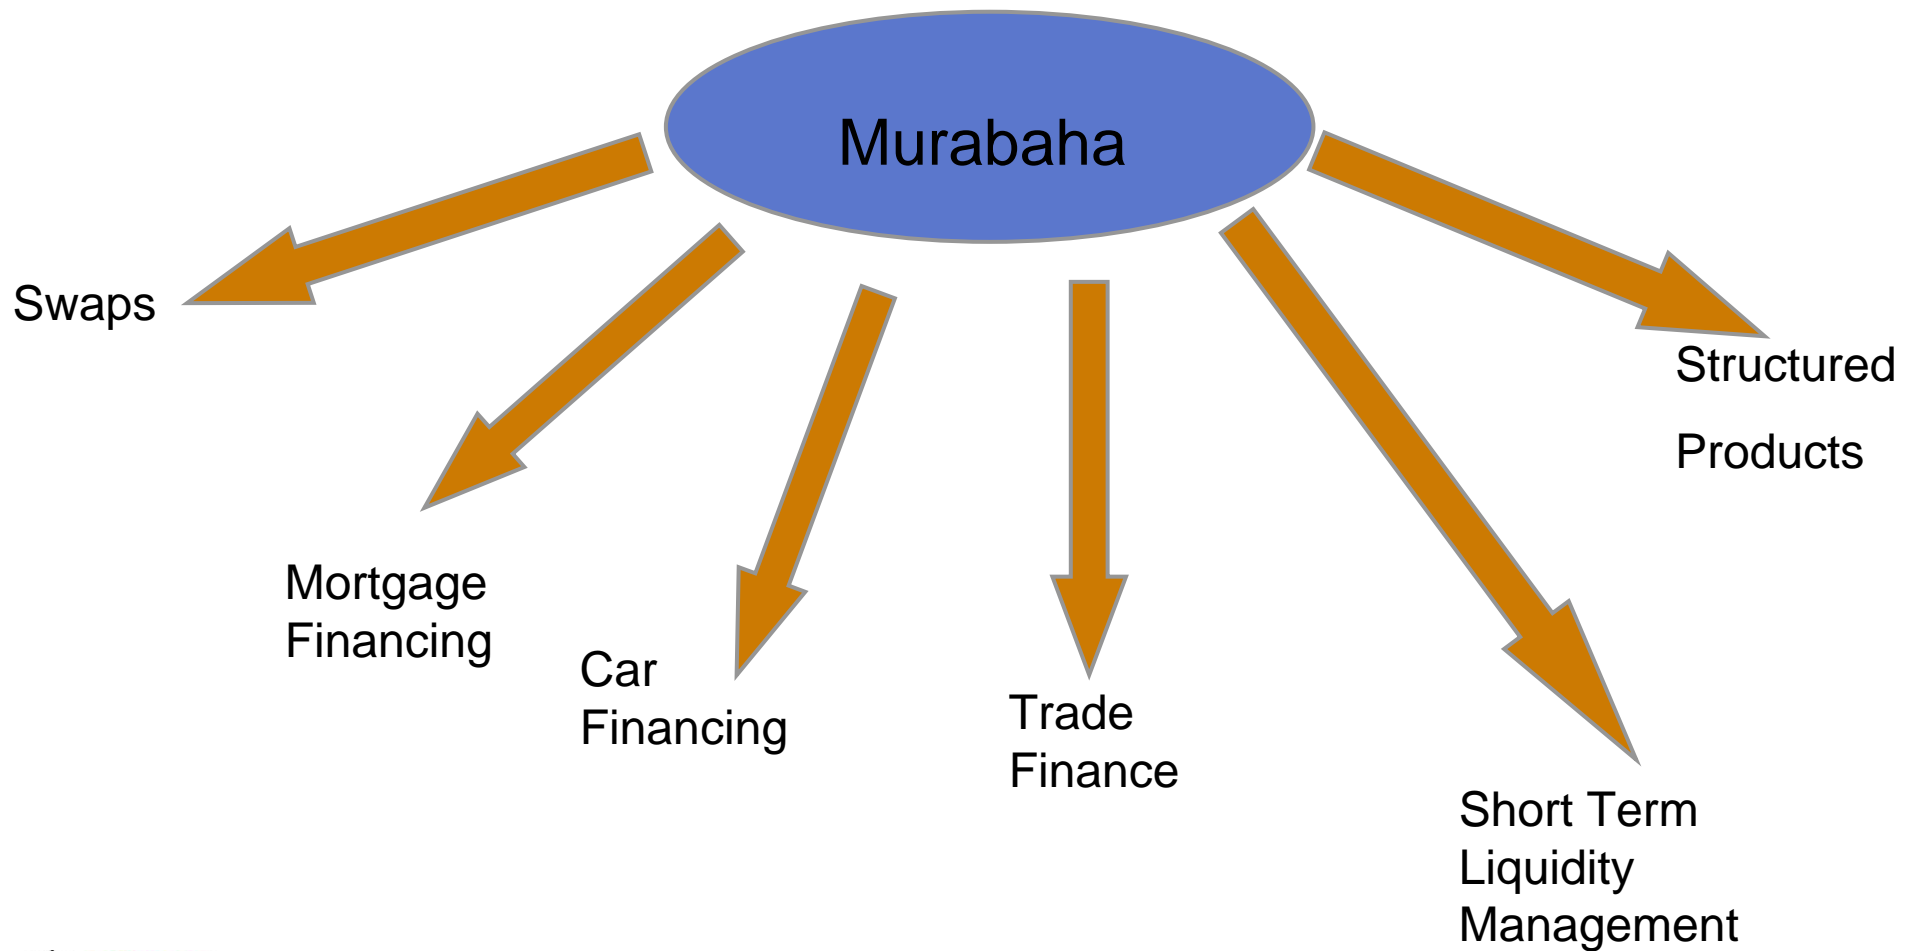 Murabaha
Swaps
Structured
Products
Mortgage
Financing
Car
Financing
Trade
Finance
Short Term
Liquidity
Management